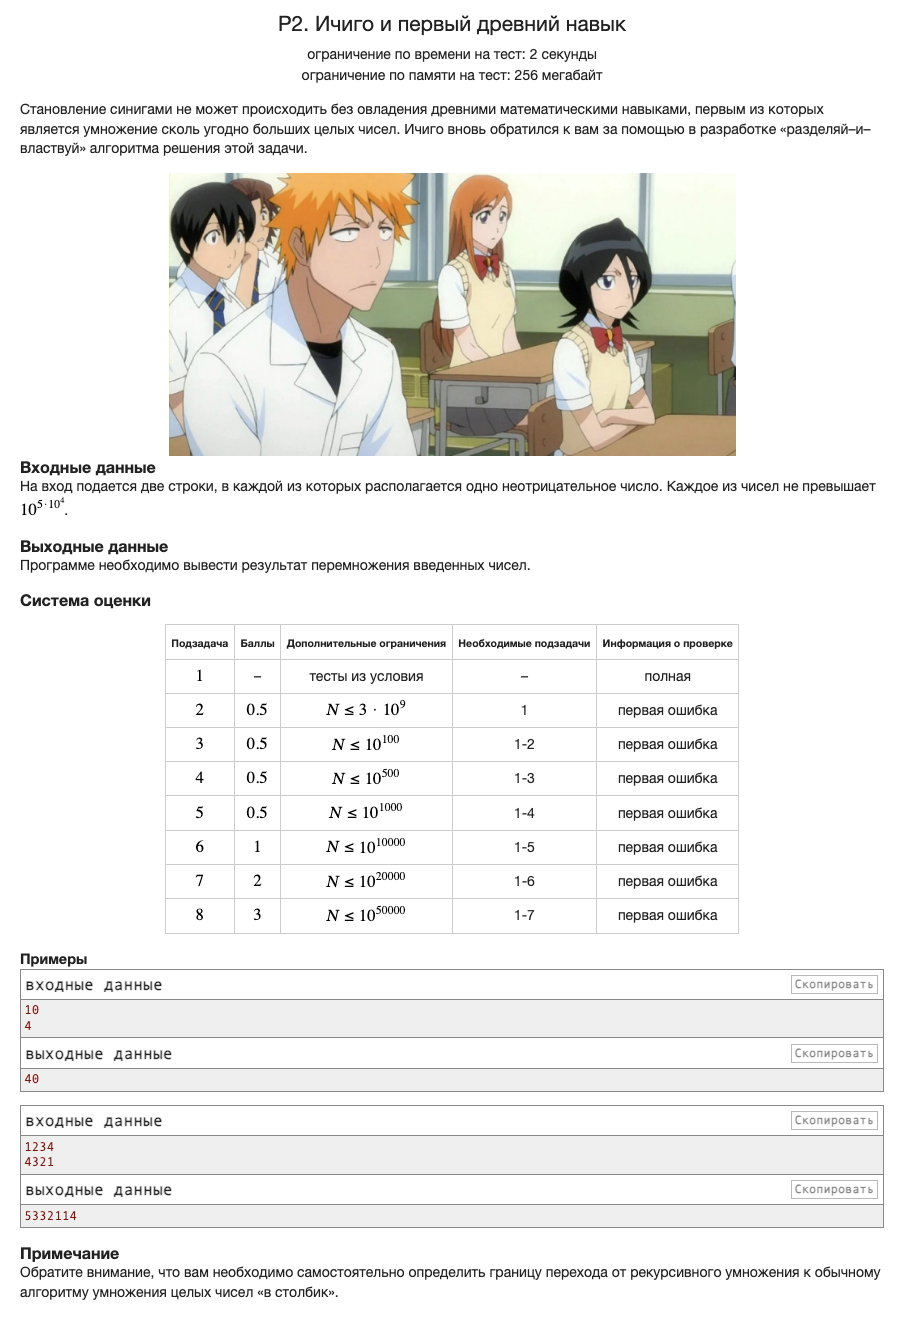 P2. Ичиго и первый древний навык
ограничение по времени на тест: 2 секунды
ограничение по памяти на тест: 256 мегабайт
Становление синигами не может происходить без овладения древними математическими навыками, первым из которых
является умножение сколь угодно больших целых чисел. Ичиго вновь обратился к вам за помощью в разработке «разделяй–и–
властвуй» алгоритма решения этой задачи.
Входные данные
На вход подается две строки, в каждой из которых располагается одно неотрицательное число. Каждое из чисел не превышает
10^{5·10^4}.
Выходные данные
Программе необходимо вывести результат перемножения введенных чисел.
Система оценки
Подзадача Баллы Дополнительные ограничения Необходимые подзадачи Информация о проверке
1 – тесты из условия – полная
2 0.5 N ≤ 3 · 10^9 1 первая ошибка
3 0.5 N ≤ 10^100 1-2 первая ошибка
4 0.5 N ≤ 10^500 1-3 первая ошибка
5 0.5 N ≤ 10^1000 1-4 первая ошибка
6 1 N ≤ 10^10000 1-5 первая ошибка
7 2 N ≤ 10^20000 1-6 первая ошибка
8 3 N ≤ 10^50000 1-7 первая ошибка
Примеры
входные данные Скопировать
10
4
выходные данные Скопировать
40
входные данные Скопировать
1234
4321
выходные данные Скопировать
5332114
Примечание
Обратите внимание, что вам необходимо самостоятельно определить границу перехода от рекурсивного умножения к обычному
алгоритму умножения целых чисел «в столбик».